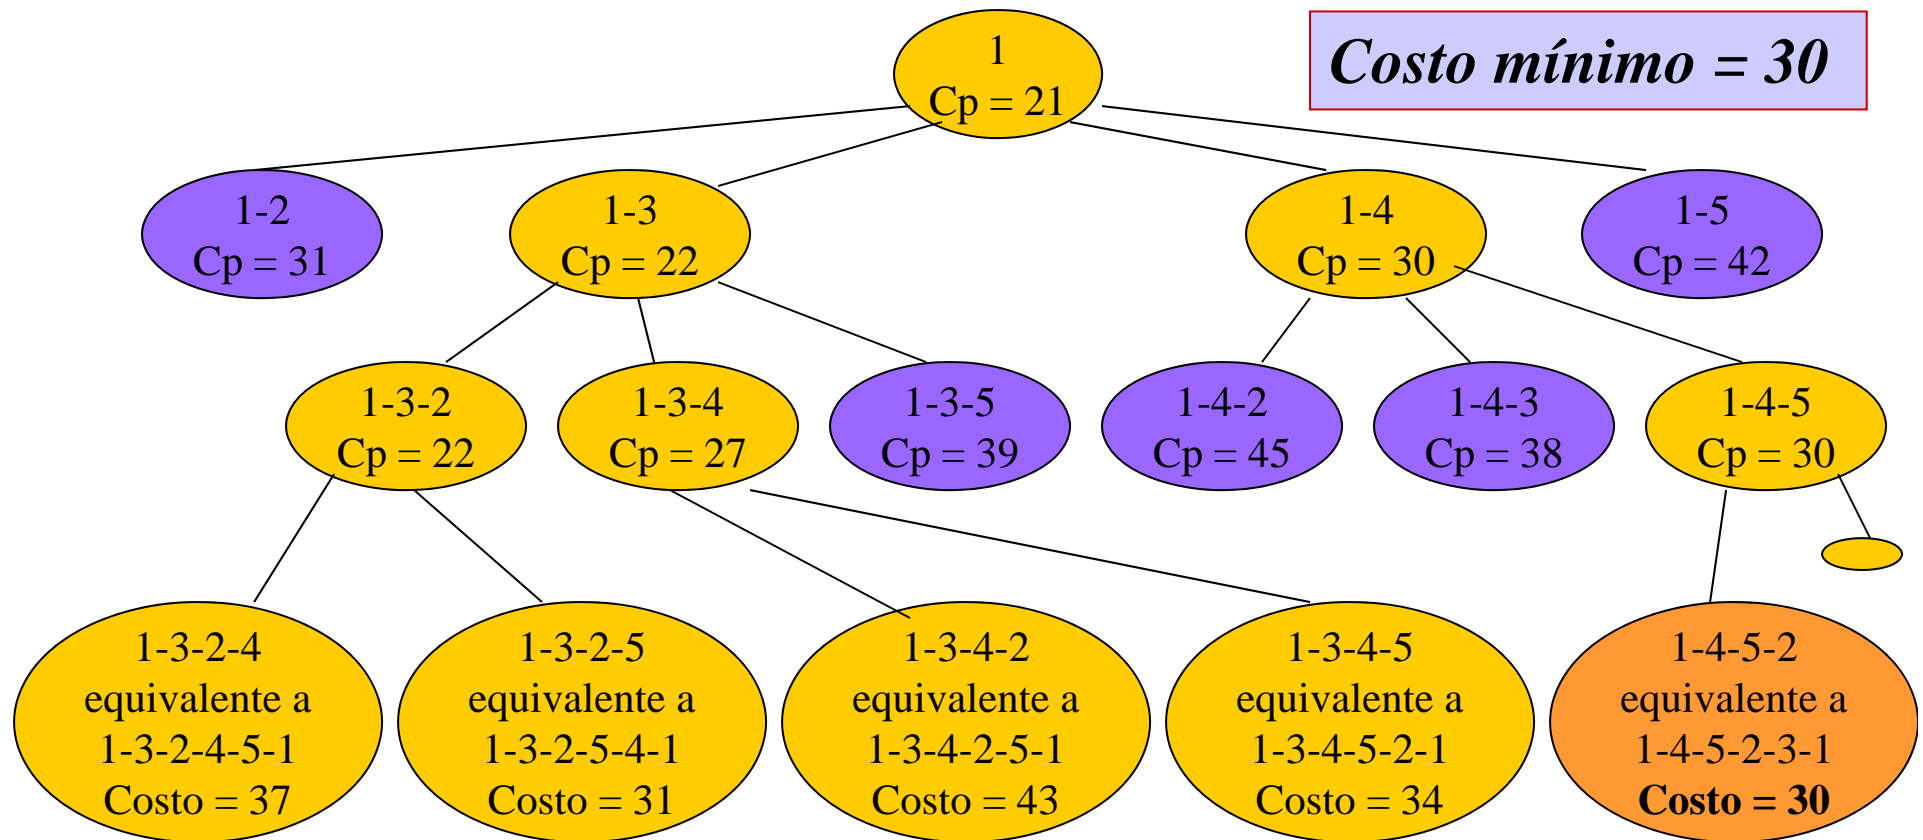 1
Cp = 21
Costo mínimo = 30
1-2
Cp = 31
1-3
Cp = 22
1-4
Cp = 30
1-5
Cp = 42
1-3-2
Cp = 22
1-3-4
Cp = 27
1-3-5
Cp = 39
1-4-2
Cp = 45
1-4-3
Cp = 38
1-4-5
Cp = 30
1-3-2-4
equivalente a
1-3-2-4-5-1
Costo = 37
1-3-2-5
equivalente a
1-3-2-5-4-1
Costo = 31
1-3-4-2
equivalente a
1-3-4-2-5-1
Costo = 43
1-3-4-5
equivalente a
1-3-4-5-2-1
Costo = 34
1-4-5-2
equivalente a
1-4-5-2-3-1
Costo = 30